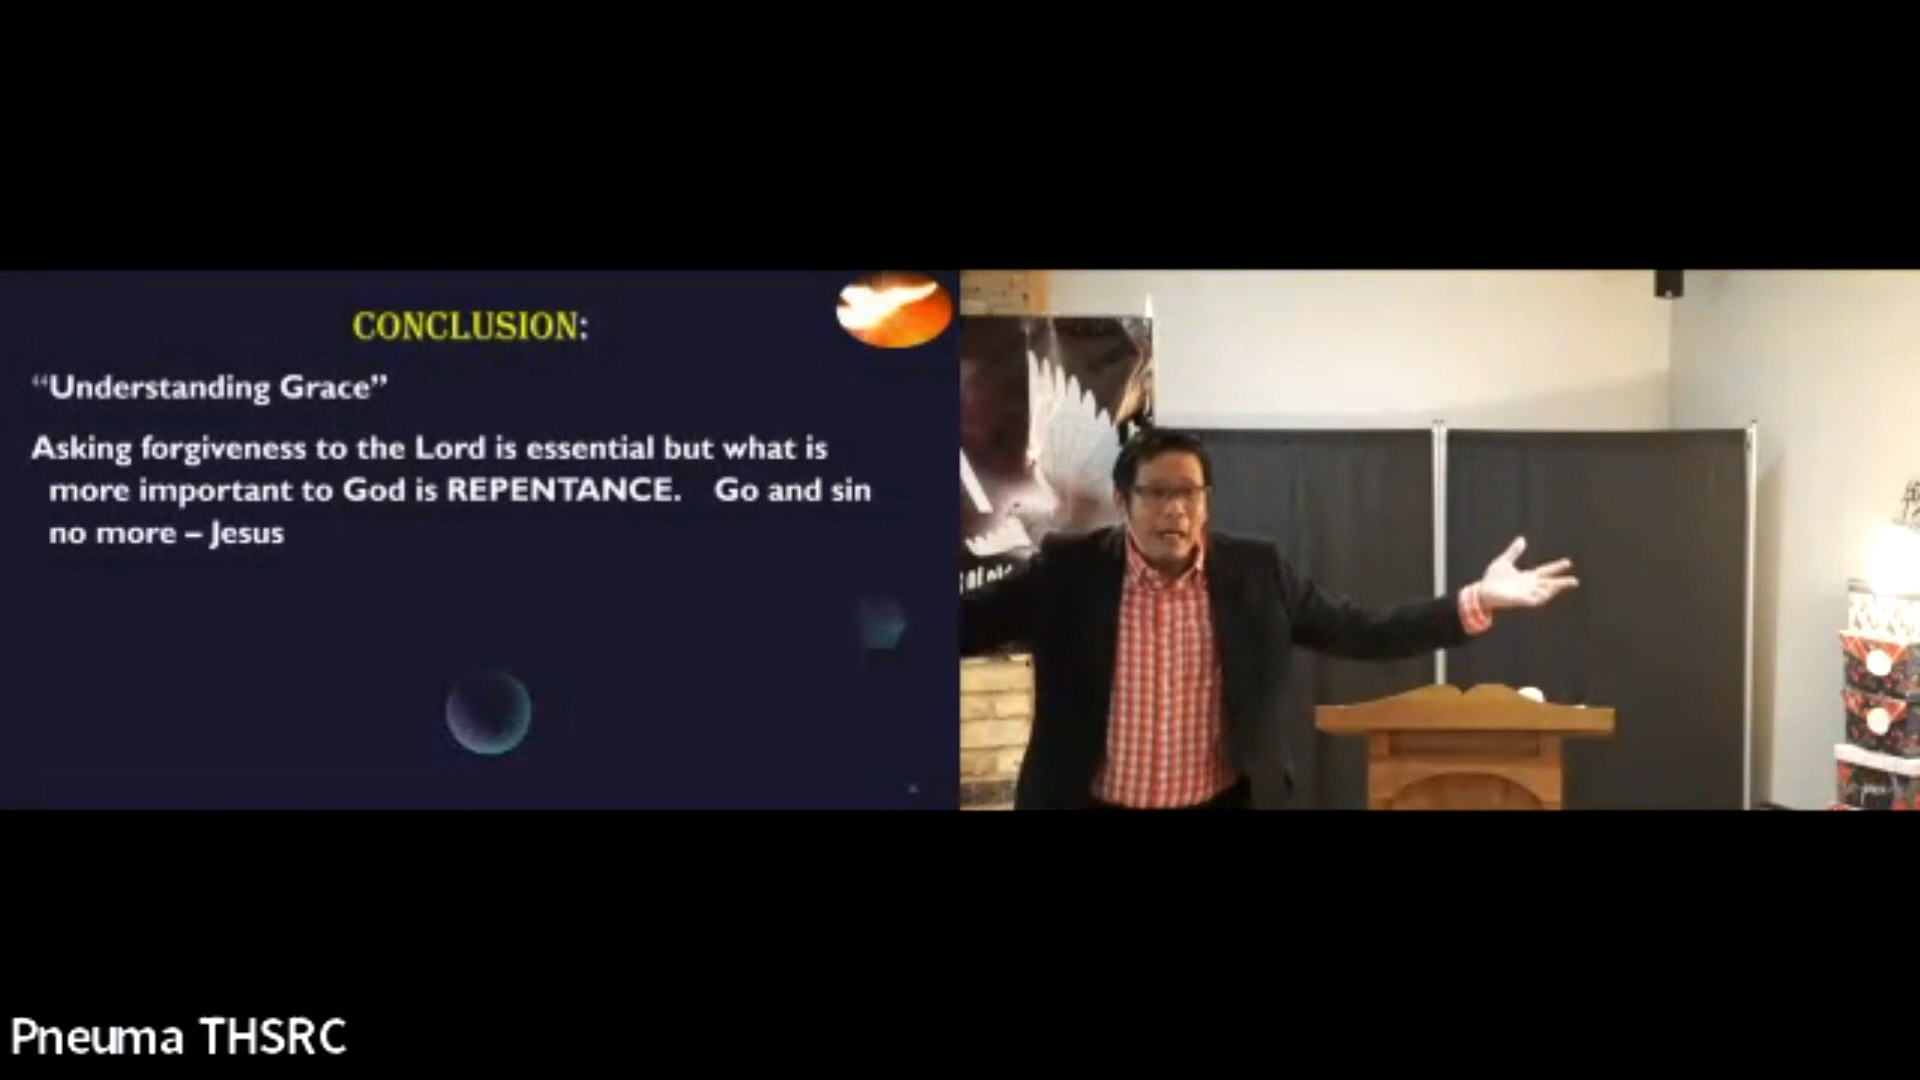 CONCLUSION:
“Understanding Grace”
Asking forgiveness to the Lord is essential but what is
more important to God is REPENTANCE. Go and sin
no more – Jesus
Pneuma THSRC